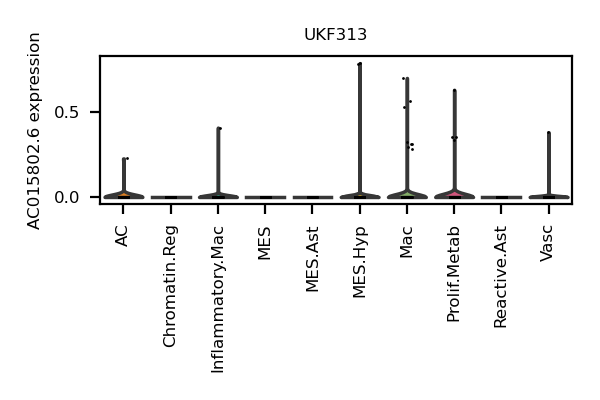 UKF313
AC015802.6 expression
0.5
0.0
AC
Chromatin.Reg
Inflammatory.Mac
MES
MES.Ast
MES.Hyp
Mac
Prolif.Metab
Reactive.Ast
Vasc